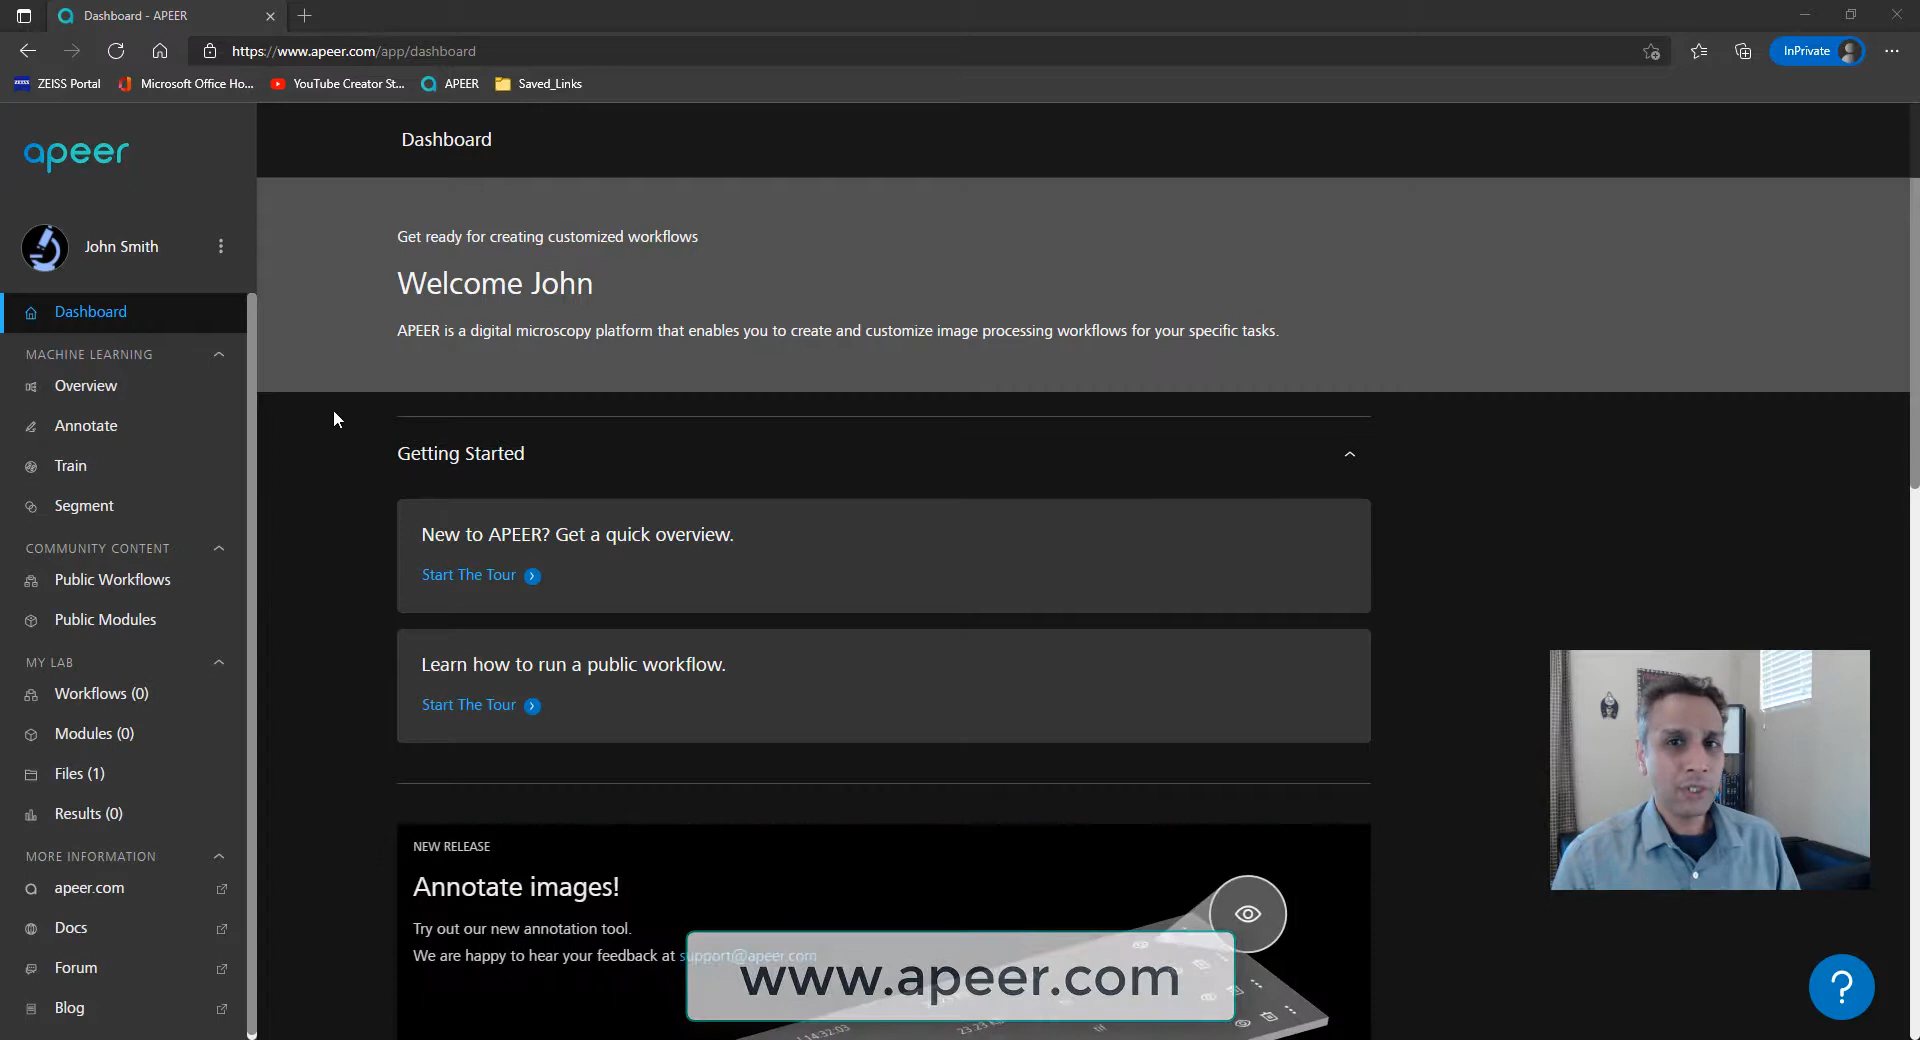 Dashboard - APEER
https://www.apeer.com/app/dashboard
InPrivate
ZEISS Portal
Microsoft Office Ho...
YouTube Creator St...
APEER
Saved_Links
apeer
Dashboard
John Smith
Dashboard
MACHINE LEARNING
Overview
Annotate
Train
Segment
COMMUNITY CONTENT
Public Workflows
Public Modules
MY LAB
Workflows (0)
Modules (0)
Files (1)
Results (0)
MORE INFORMATION
apeer.com
Docs
Forum
Blog
Get ready for creating customized workflows
Welcome John
APEER is a digital microscopy platform that enables you to create and customize image processing workflows for your specific tasks.
Getting Started
New to APEER? Get a quick overview.
Start The Tour
Learn how to run a public workflow.
Start The Tour
NEW RELEASE
Annotate images!
Try out our new annotation tool.
We are happy to hear your feedback at support@apeer.com
www.apeer.com
?